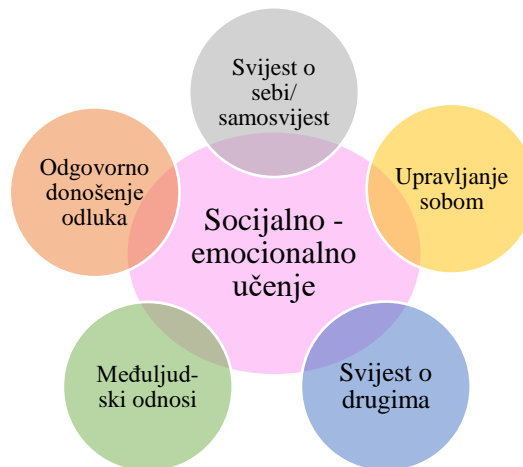 Svijest o
sebi/
samosvijest
Odgovorno
donošenje
odluka
Upravljanje
sobom
Socijalno -
emocionalno
učenje
Međuljud-
ski odnosi
Svijest o
drugima